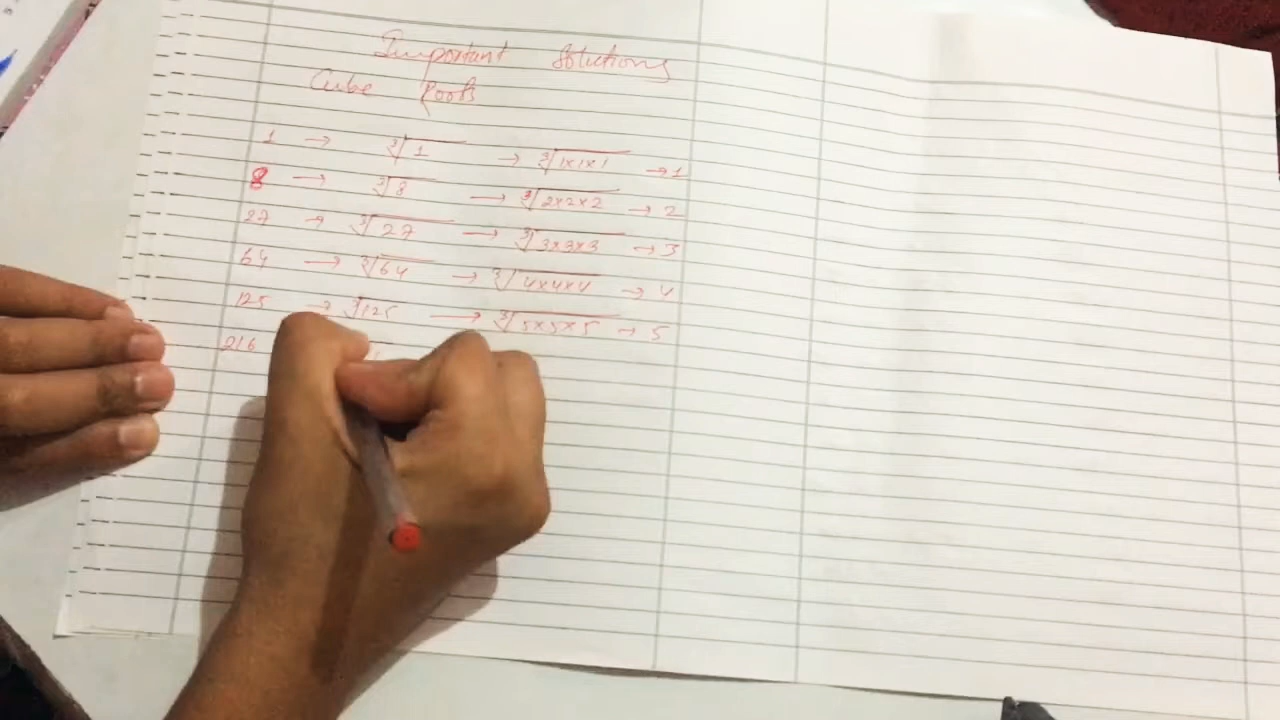 Important Solutions
Cube Roots
1 → ∛1 → ∛1×1×1 → 1
8 → ∛8 → ∛2×2×2 → 2
27 → ∛27 → ∛3×3×3 → 3
64 → ∛64 → ∛4×4×4 → 4
125 → ∛125 → ∛5×5×5 → 5
216